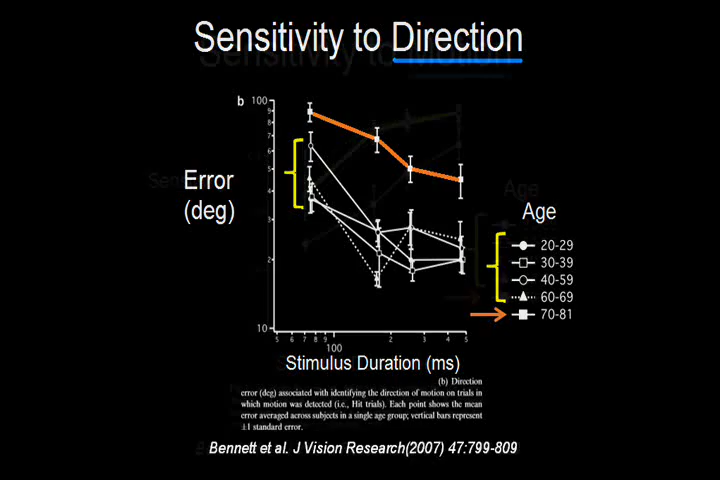 Sensitivity to Direction
b
100
9
8
7
6
5
4
3
2
10
Error
(deg)
Age
20-29
30-39
40-59
60-69
70-81
5 6 7 8 9 100 2 3 4 5
Stimulus Duration (ms)
(b) Direction
error (deg) associated with identifying the direction of motion on trials in
which motion was detected (i.e., Hit trials). Each point shows the mean
error averaged across subjects in a single age group; vertical bars represent
±1 standard error.
Bennett et al. J Vision Research(2007) 47:799-809